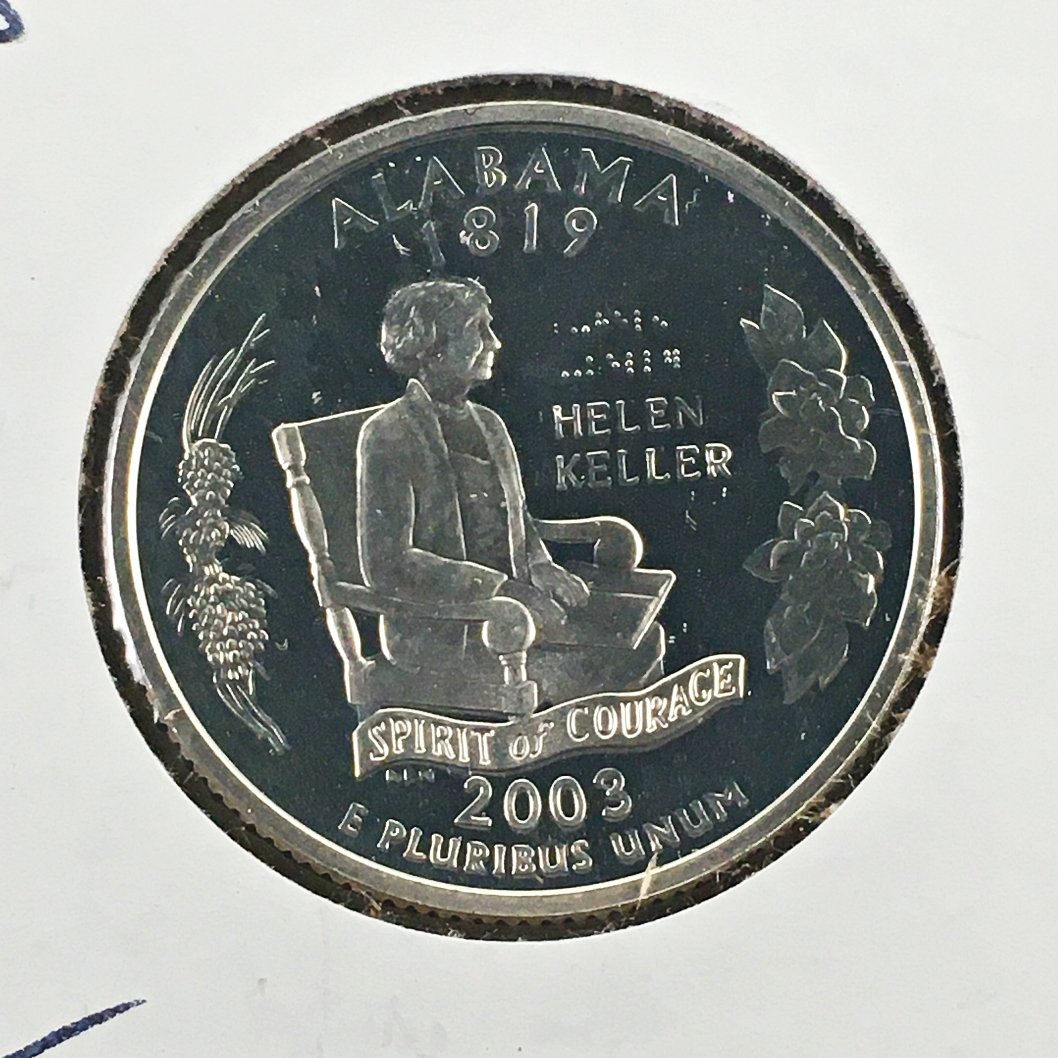 ALABAMA
1819
HELEN
KELLER
SPIRIT of COURAGE
2003
E PLURIBUS UNUM